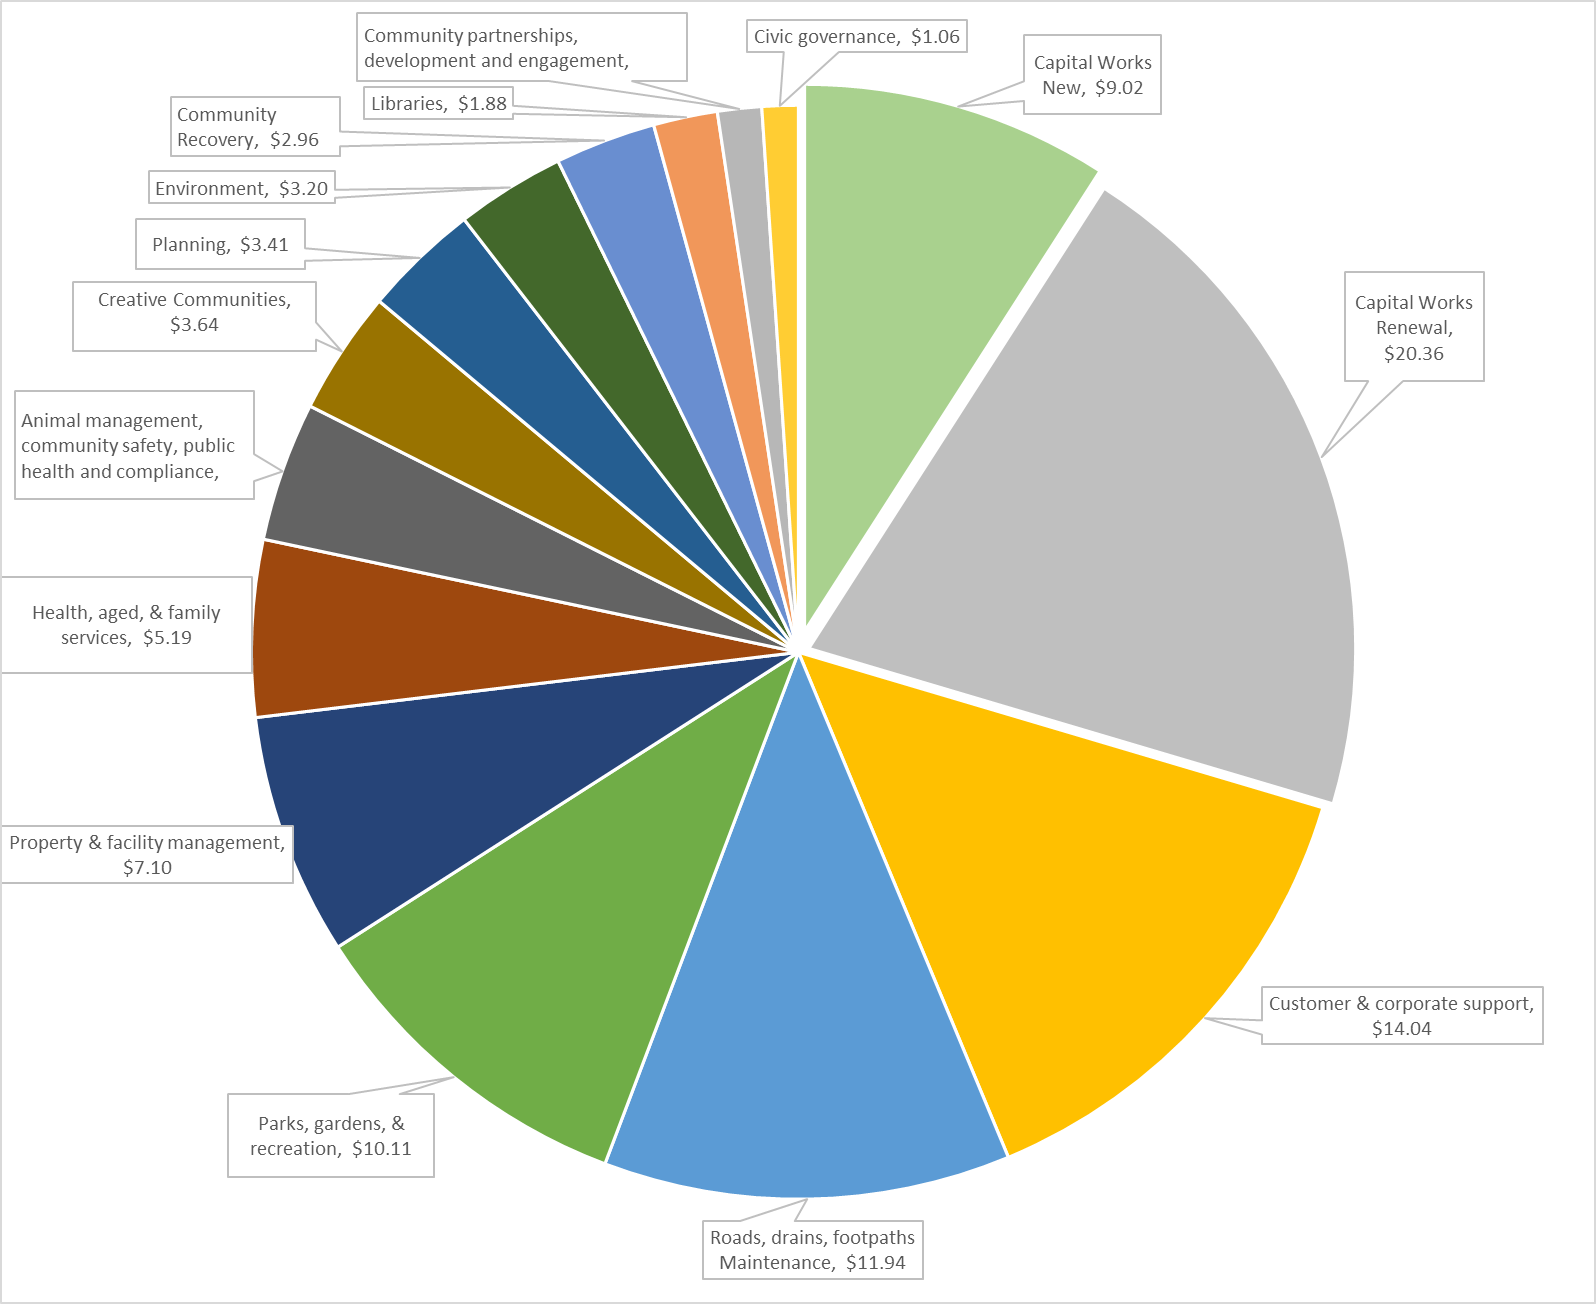 Community partnerships,
development and engagement,
Civic governance,  $1.06
Capital Works
New,  $9.02
Libraries,  $1.88
Community
Recovery,  $2.96
Environment,  $3.20
Planning,  $3.41
Creative Communities,
$3.64
Capital Works
Renewal,
$20.36
Animal management,
community safety, public
health and compliance,
Health, aged, & family
services,  $5.19
Property & facility management,
$7.10
Customer & corporate support,
$14.04
Parks, gardens, &
recreation,  $10.11
Roads, drains, footpaths
Maintenance,  $11.94